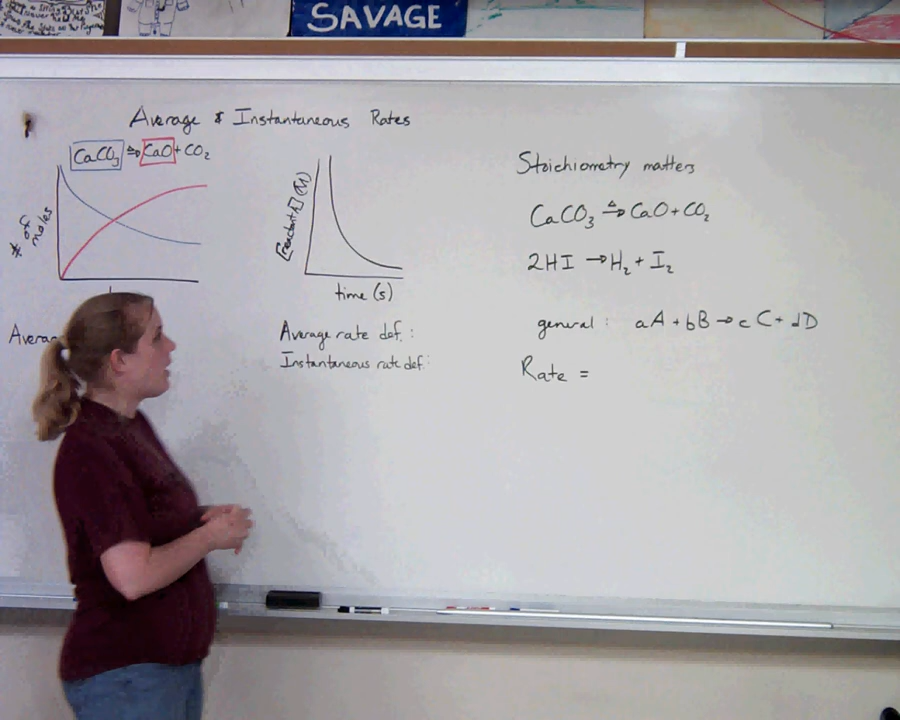 SAVAGE
Average & Instantaneous Rates
CaCO₃ ⇌ CaO + CO₂
# of moles
[reactant A] (M)
time (s)
Avera
Average rate def.:
Instantaneous rate def:
Stoichiometry matters
CaCO₃ →Δ CaO + CO₂
2HI → H₂ + I₂
general: aA + bB → cC + dD
Rate =